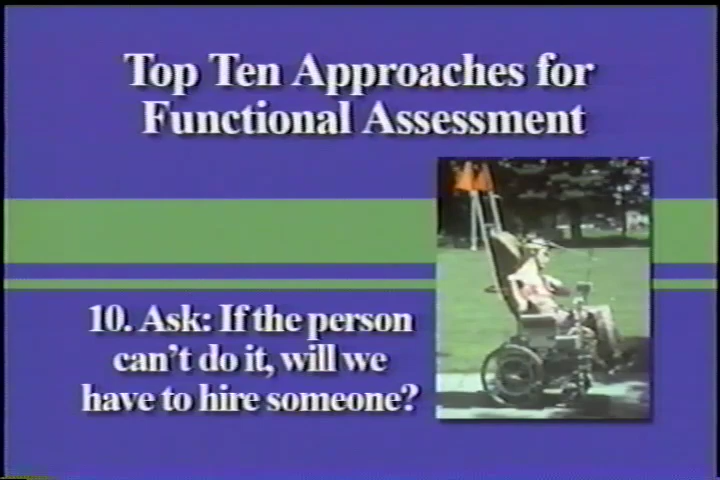 Top Ten Approaches for
Functional Assessment
10. Ask: If the person
can't do it, will we
have to hire someone?